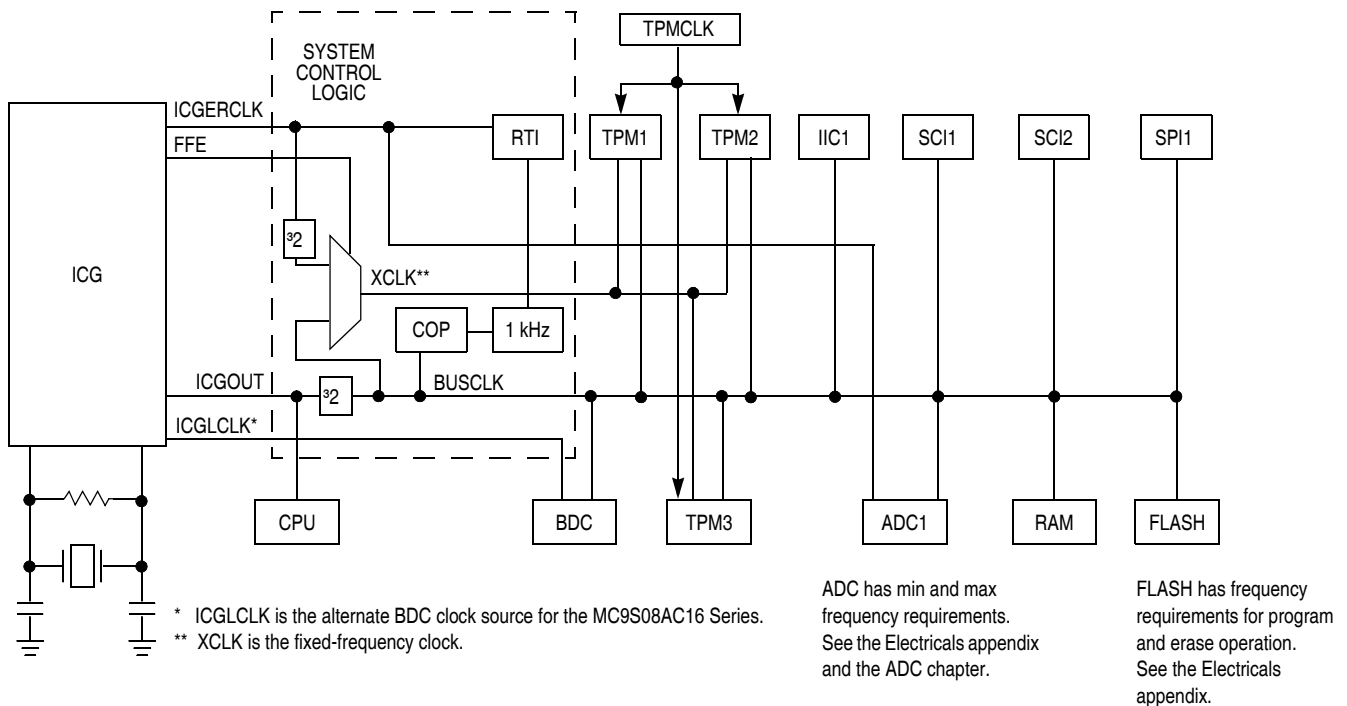 TPMCLK
SYSTEM
CONTROL
LOGIC
ICGERCLK
FFE
RTI
TPM1
TPM2
IIC1
SCI1
SCI2
SPI1
³2
ICG
XCLK**
COP
1 kHz
ICGOUT
³2
BUSCLK
ICGLCLK*
CPU
BDC
TPM3
ADC1
RAM
FLASH
* ICGLCLK is the alternate BDC clock source for the MC9S08AC16 Series.
** XCLK is the fixed-frequency clock.
ADC has min and max
frequency requirements.
See the Electricals appendix
and the ADC chapter.
FLASH has frequency
requirements for program
and erase operation.
See the Electricals
appendix.